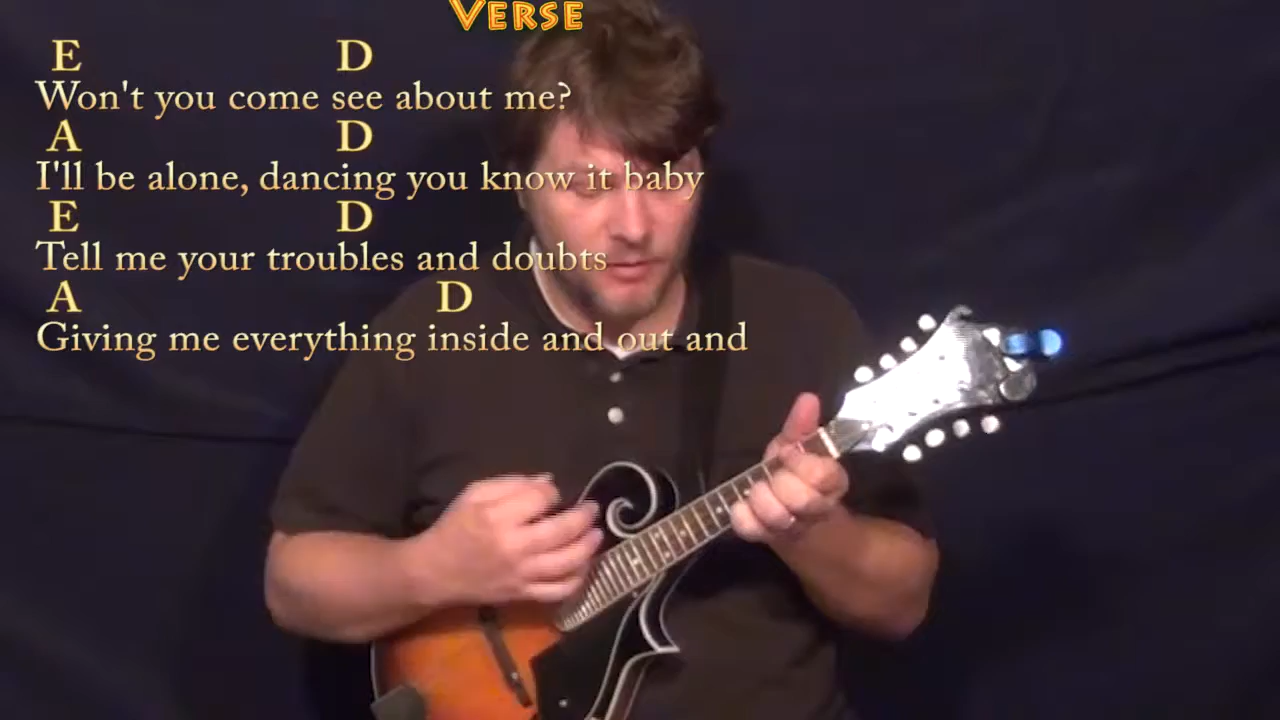 VERSE
E D
Won't you come see about me?
A D
I'll be alone, dancing you know it baby
E D
Tell me your troubles and doubts
A D
Giving me everything inside and out and